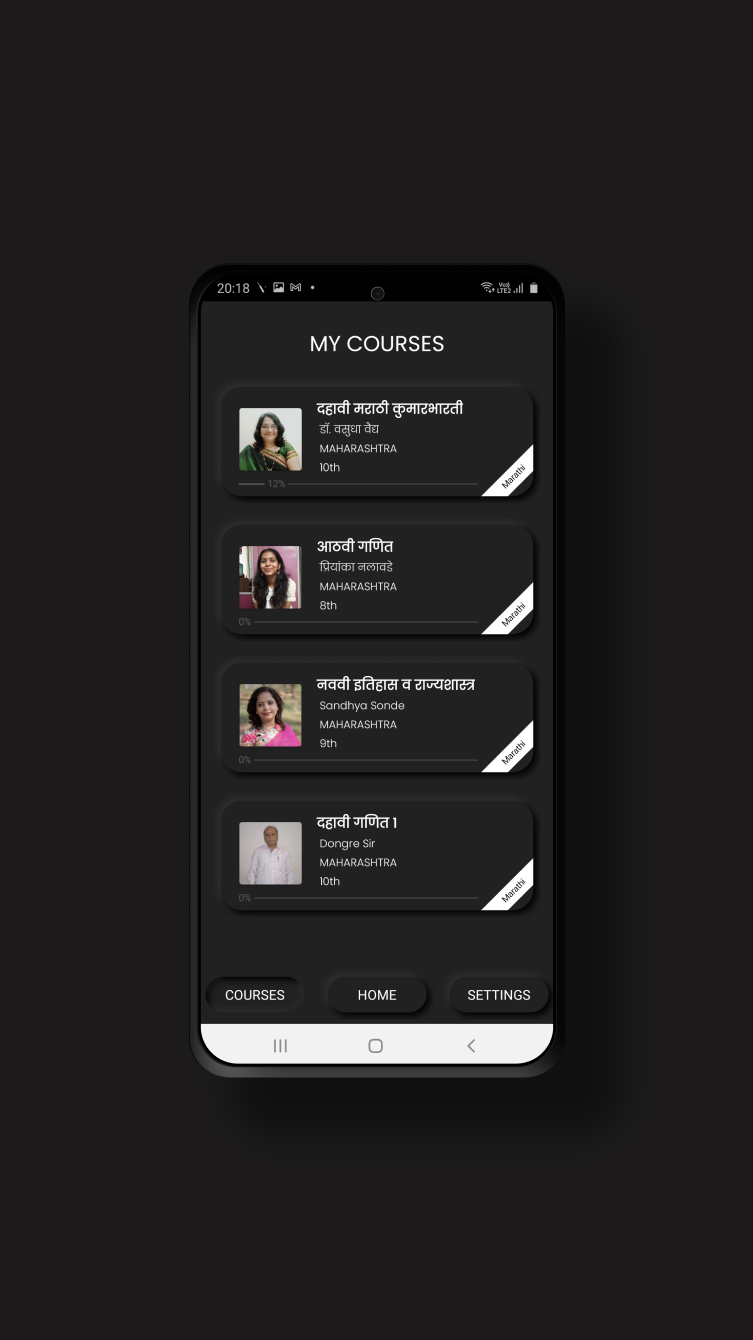 20:18
Vo))
LTE2
MY COURSES
दहावी मराठी कुमारभारती
डॉ. वसुधा वैद्य
MAHARASHTRA
10th
12%
Marathi
आठवी गणित
प्रियांका नलावडे
MAHARASHTRA
8th
0%
Marathi
नववी इतिहास व राज्यशास्त्र
Sandhya Sonde
MAHARASHTRA
9th
0%
Marathi
दहावी गणित 1
Dongre Sir
MAHARASHTRA
10th
0%
Marathi
COURSES
HOME
SETTINGS